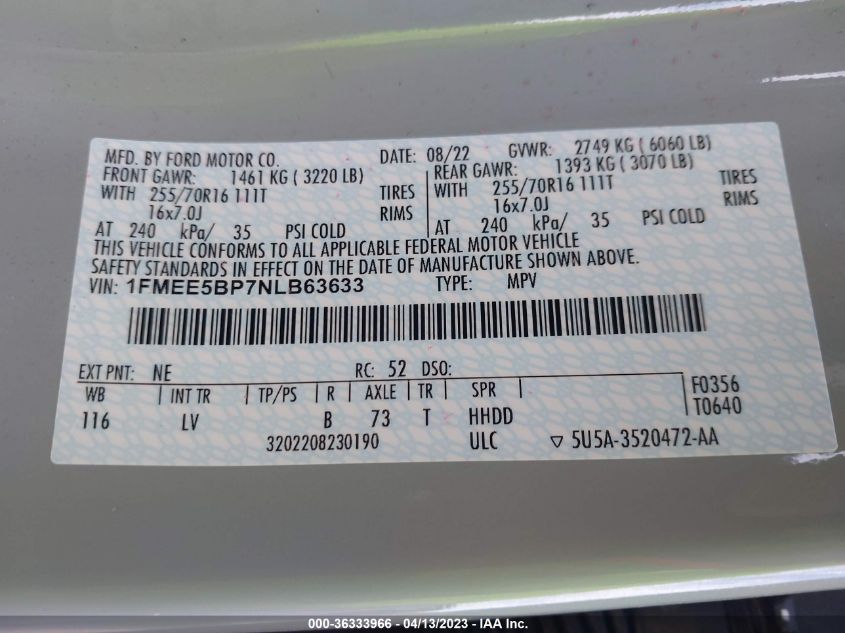 MFD. BY FORD MOTOR CO. DATE: 08/22 GVWR: 2749 KG ( 6060 LB)
FRONT GAWR: 1461 KG ( 3220 LB) REAR GAWR: 1393 KG ( 3070 LB)
WITH 255/70R16 111T TIRES WITH 255/70R16 111T TIRES
16x7.0J RIMS 16x7.0J RIMS
AT 240 kPa/ 35 PSI COLD AT 240 kPa/ 35 PSI COLD
THIS VEHICLE CONFORMS TO ALL APPLICABLE FEDERAL MOTOR VEHICLE
SAFETY STANDARDS IN EFFECT ON THE DATE OF MANUFACTURE SHOWN ABOVE.
VIN: 1FMEE5BP7NLB63633 TYPE: MPV
EXT PNT: NE RC: 52 DSO:
WB INT TR TP/PS R AXLE TR SPR F0356
116 LV B 73 T HHDD T0640
3202208230190 ULC ▽ 5U5A-3520472-AA
000-36333966 - 04/13/2023 - IAA Inc.